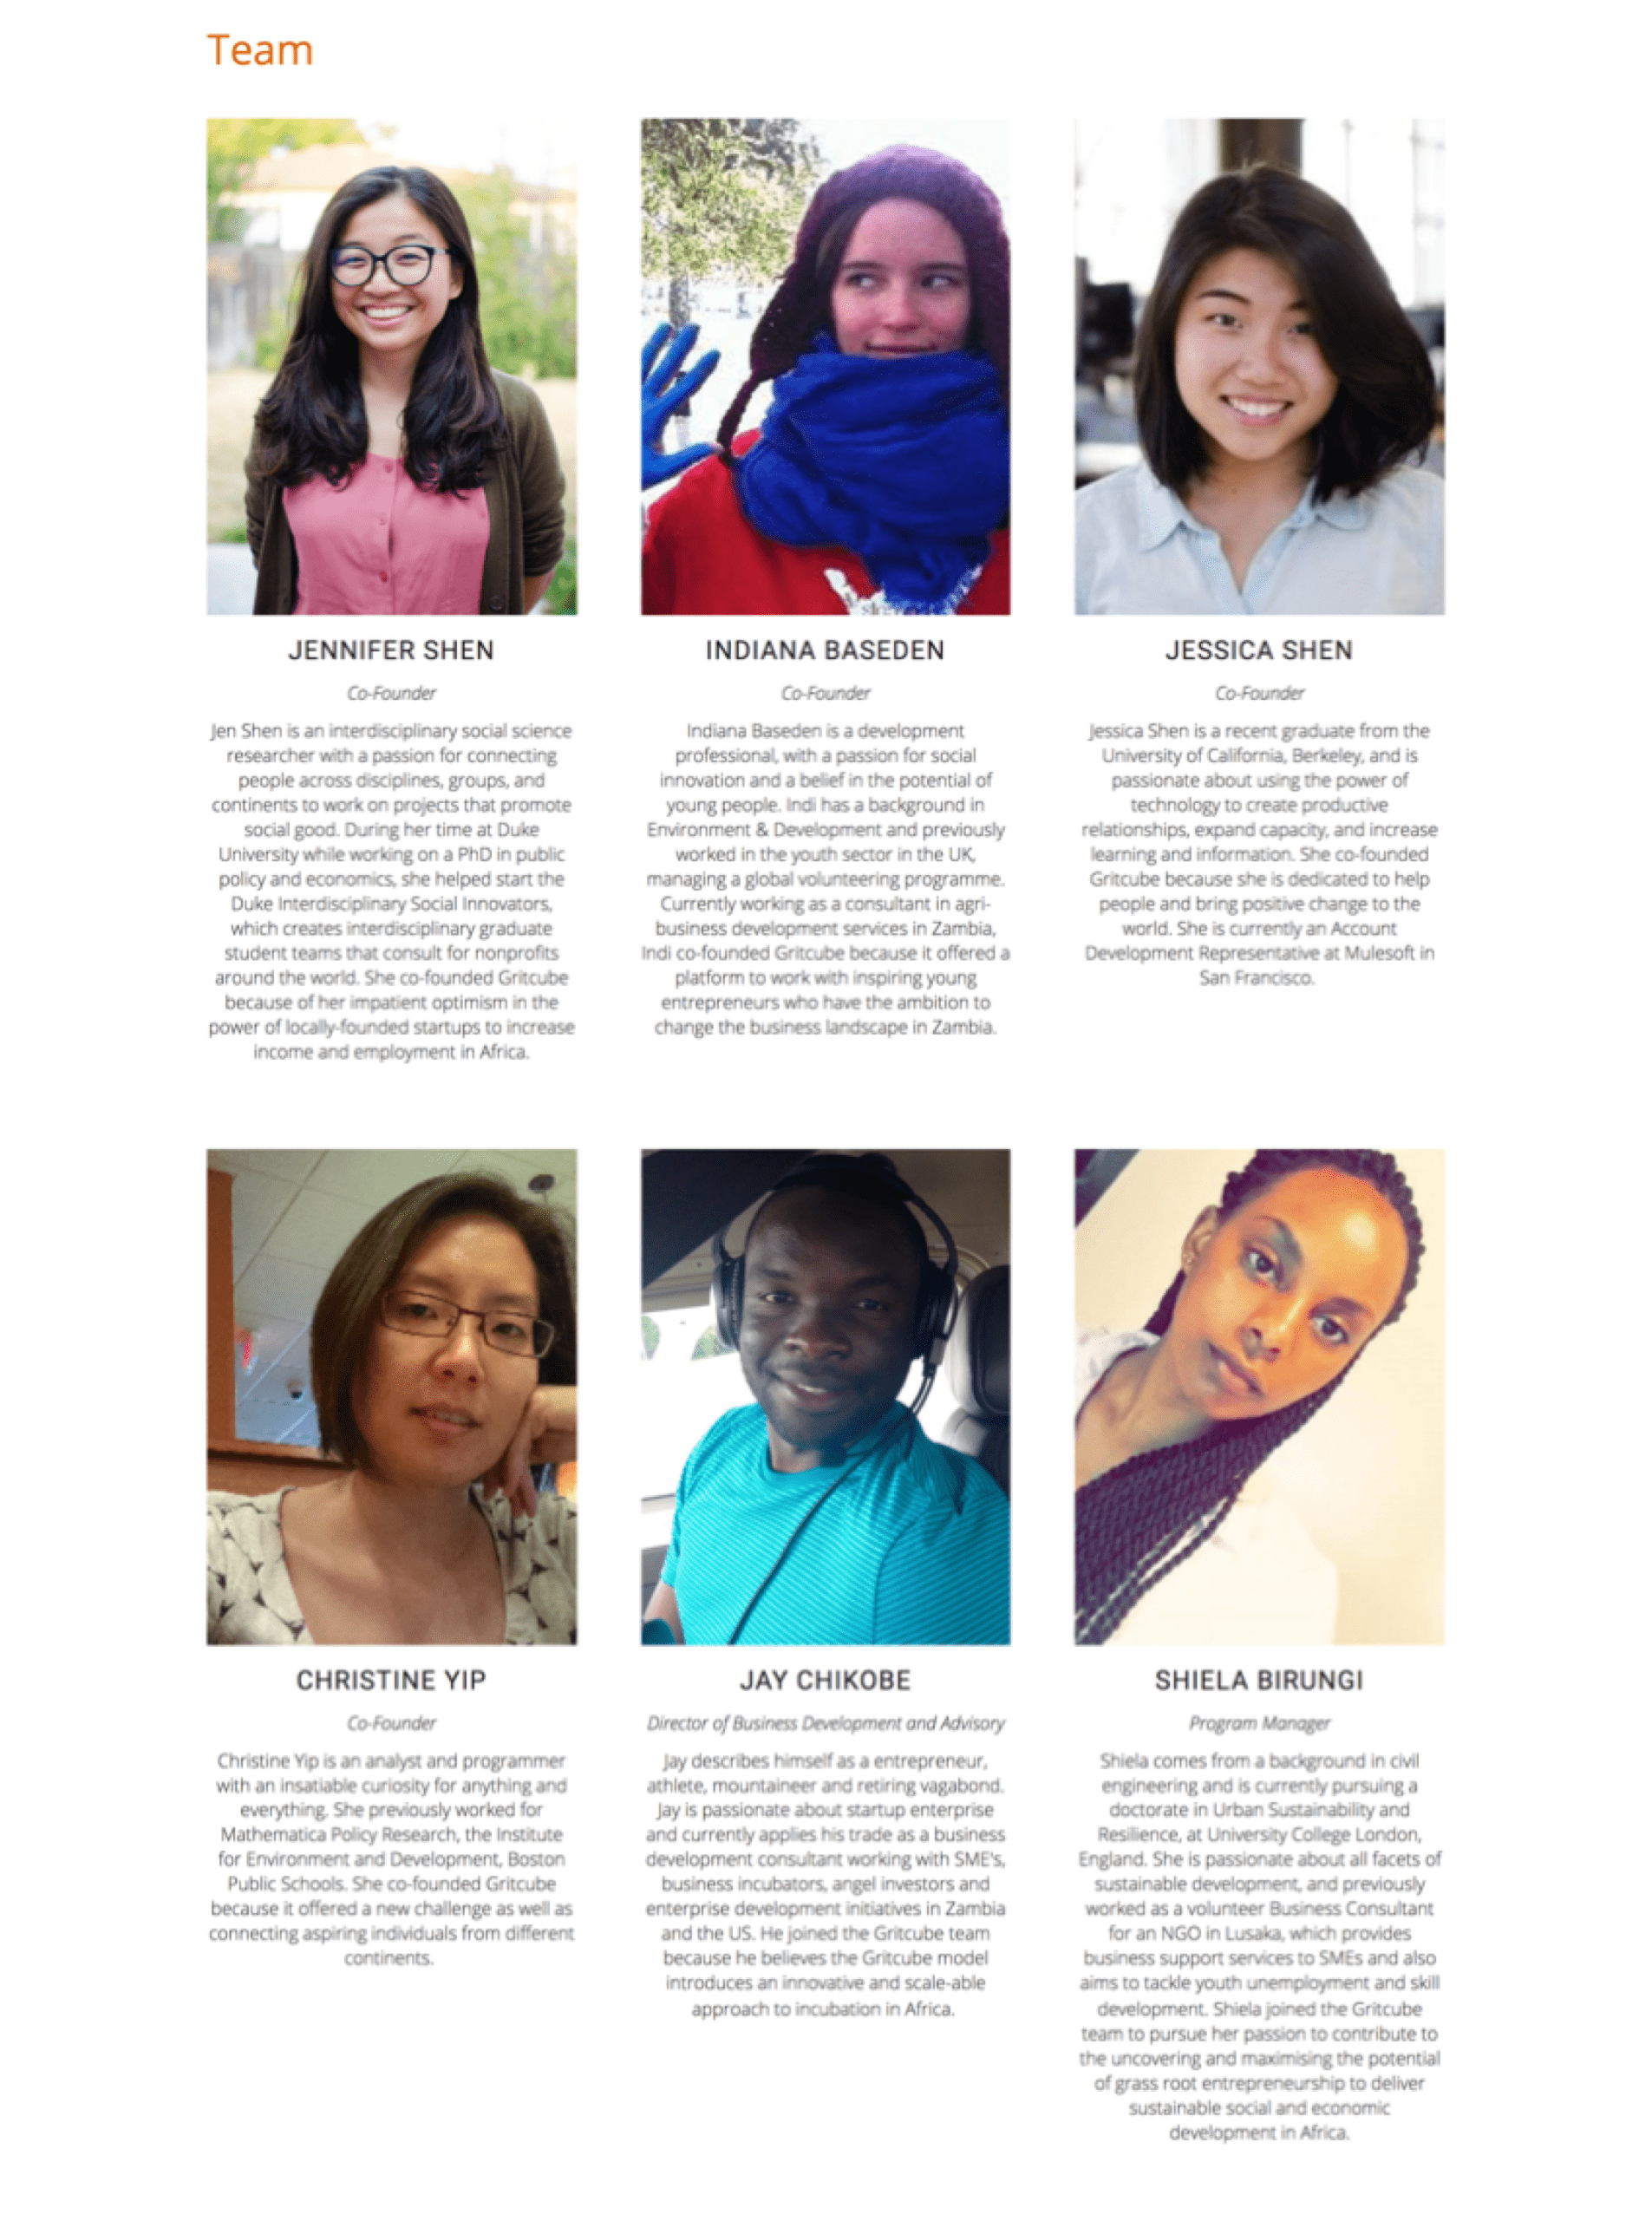 Team
JENNIFER SHEN
Co-Founder
Jen Shen is an interdisciplinary social science
researcher with a passion for connecting
people across disciplines, groups, and
continents to work on projects that promote
social good. During her time at Duke
University while working on a PhD in public
policy and economics, she helped start the
Duke Interdisciplinary Social Innovators,
which creates interdisciplinary graduate
student teams that consult for nonprofits
around the world. She co-founded Gritcube
because of her impatient optimism in the
power of locally-founded startups to increase
income and employment in Africa.
INDIANA BASEDEN
Co-Founder
Indiana Baseden is a development
professional, with a passion for social
innovation and a belief in the potential of
young people. Indi has a background in
Environment & Development and previously
worked in the youth sector in the UK,
managing a global volunteering programme.
Currently working as a consultant in agri-
business development services in Zambia,
Indi co-founded Gritcube because it offered a
platform to work with inspiring young
entrepreneurs who have the ambition to
change the business landscape in Zambia.
JESSICA SHEN
Co-Founder
Jessica Shen is a recent graduate from the
University of California, Berkeley, and is
passionate about using the power of
technology to create productive
relationships, expand capacity, and increase
learning and information. She co-founded
Gritcube because she is dedicated to help
people and bring positive change to the
world. She is currently an Account
Development Representative at Mulesoft in
San Francisco.
CHRISTINE YIP
Co-Founder
Christine Yip is an analyst and programmer
with an insatiable curiosity for anything and
everything. She previously worked for
Mathematica Policy Research, the Institute
for Environment and Development, Boston
Public Schools. She co-founded Gritcube
because it offered a new challenge as well as
connecting aspiring individuals from different
continents.
JAY CHIKOBE
Director of Business Development and Advisory
Jay describes himself as a entrepreneur,
athlete, mountaineer and retiring vagabond.
Jay is passionate about startup enterprise
and currently applies his trade as a business
development consultant working with SME's,
business incubators, angel investors and
enterprise development initiatives in Zambia
and the US. He joined the Gritcube team
because he believes the Gritcube model
introduces an innovative and scale-able
approach to incubation in Africa.
SHIELA BIRUNGI
Program Manager
Shiela comes from a background in civil
engineering and is currently pursuing a
doctorate in Urban Sustainability and
Resilience, at University College London,
England. She is passionate about all facets of
sustainable development, and previously
worked as a volunteer Business Consultant
for an NGO in Lusaka, which provides
business support services to SMEs and also
aims to tackle youth unemployment and skill
development. Shiela joined the Gritcube
team to pursue her passion to contribute to
the uncovering and maximising the potential
of grass root entrepreneurship to deliver
sustainable social and economic
development in Africa.